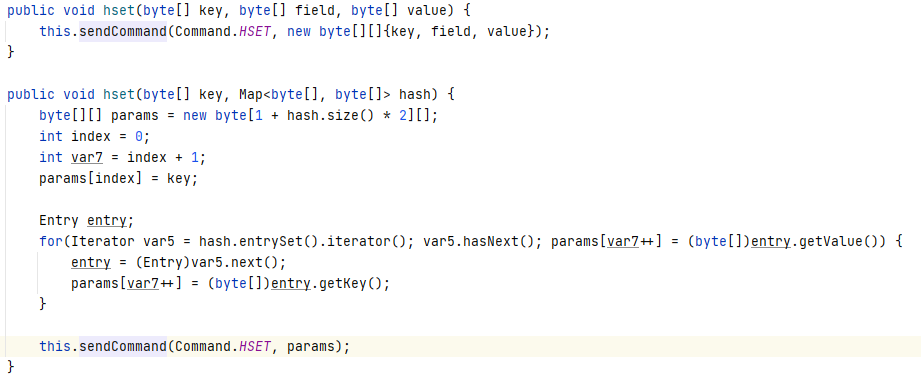 public void hset(byte[] key, byte[] field, byte[] value) {
    this.sendCommand(Command.HSET, new byte[][]{key, field, value});
}

public void hset(byte[] key, Map<byte[], byte[]> hash) {
    byte[][] params = new byte[1 + hash.size() * 2][];
    int index = 0;
    int var7 = index + 1;
    params[index] = key;

    Entry entry;
    for(Iterator var5 = hash.entrySet().iterator(); var5.hasNext(); params[var7++] = (byte[])entry.getValue()) {
        entry = (Entry)var5.next();
        params[var7++] = (byte[])entry.getKey();
    }

    this.sendCommand(Command.HSET, params);
}